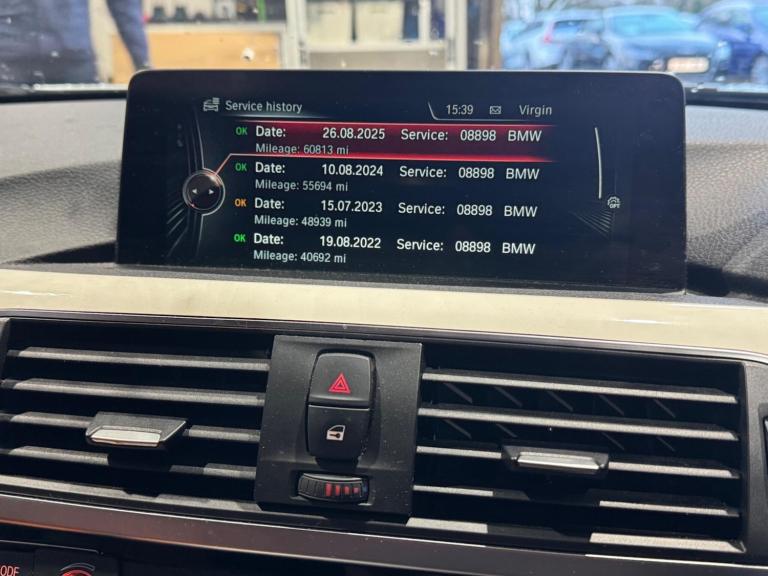 Service history 15:39 Virgin
OK Date: 26.08.2025 Service: 08898 BMW
Mileage: 60813 mi
OK Date: 10.08.2024 Service: 08898 BMW
Mileage: 55694 mi
OK Date: 15.07.2023 Service: 08898 BMW
Mileage: 48939 mi
OK Date: 19.08.2022 Service: 08898 BMW
Mileage: 40692 mi
OPT
ODE